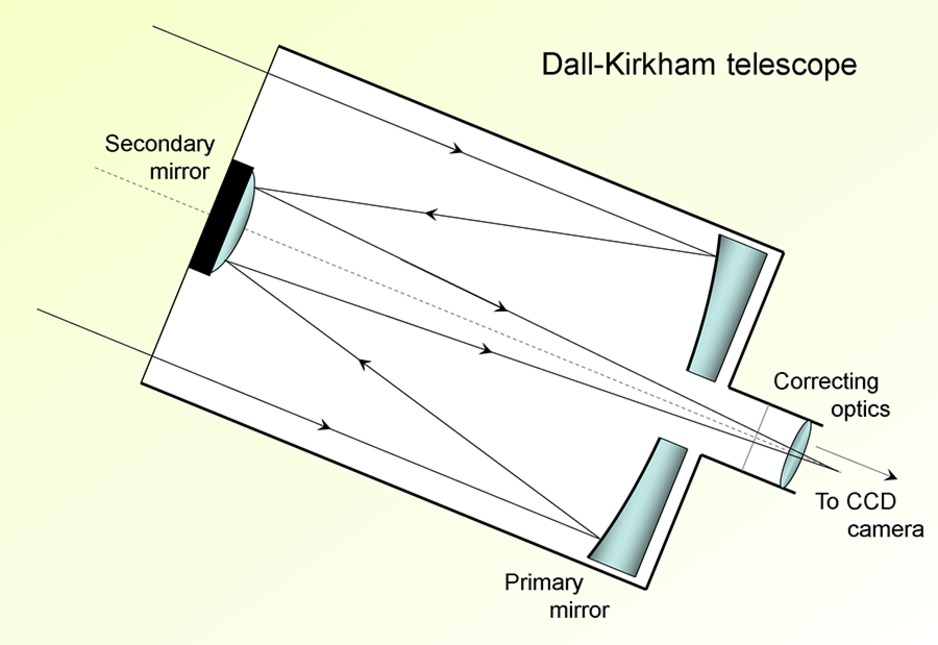 Dall-Kirkham telescope
Secondary
mirror
Correcting
optics
To CCD
camera
Primary
mirror